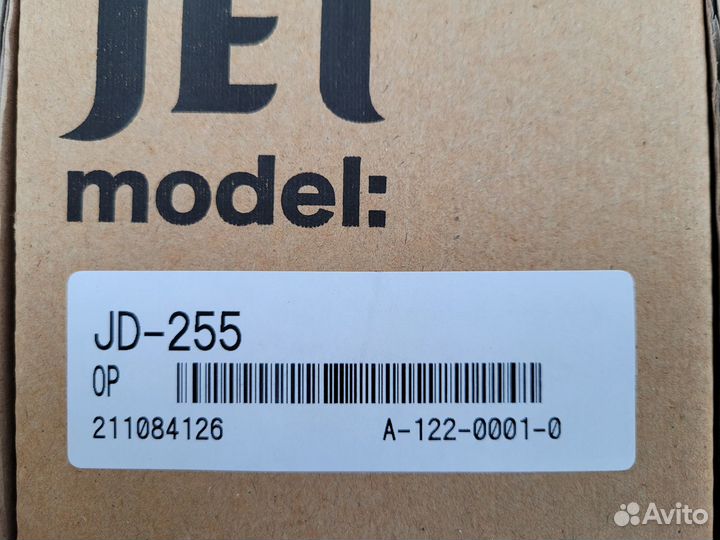 JET
model:
JD-255
OP
211084126 A-122-0001-0
Avito